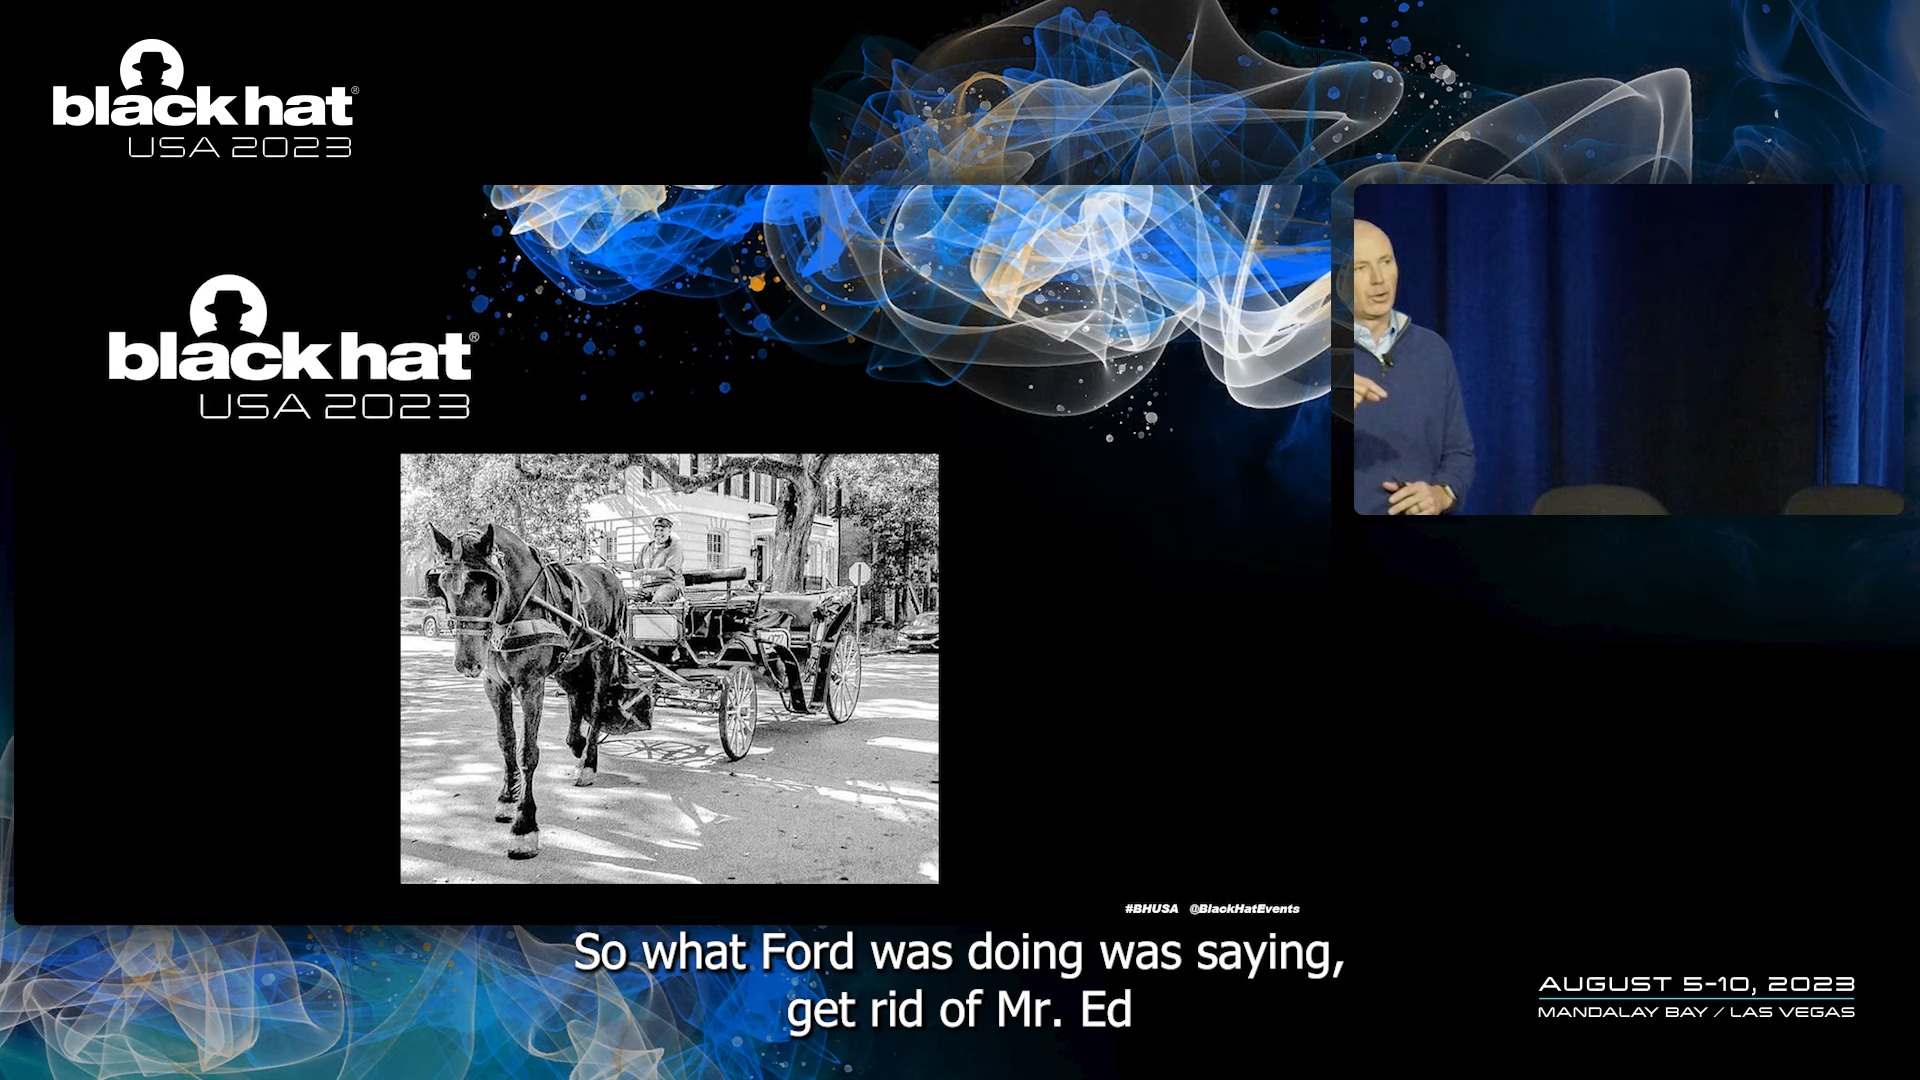 black hat®
USA 2023
black hat®
USA 2023
#BHUSA @BlackHatEvents
So what Ford was doing was saying,
get rid of Mr. Ed
AUGUST 5-10, 2023
MANDALAY BAY / LAS VEGAS